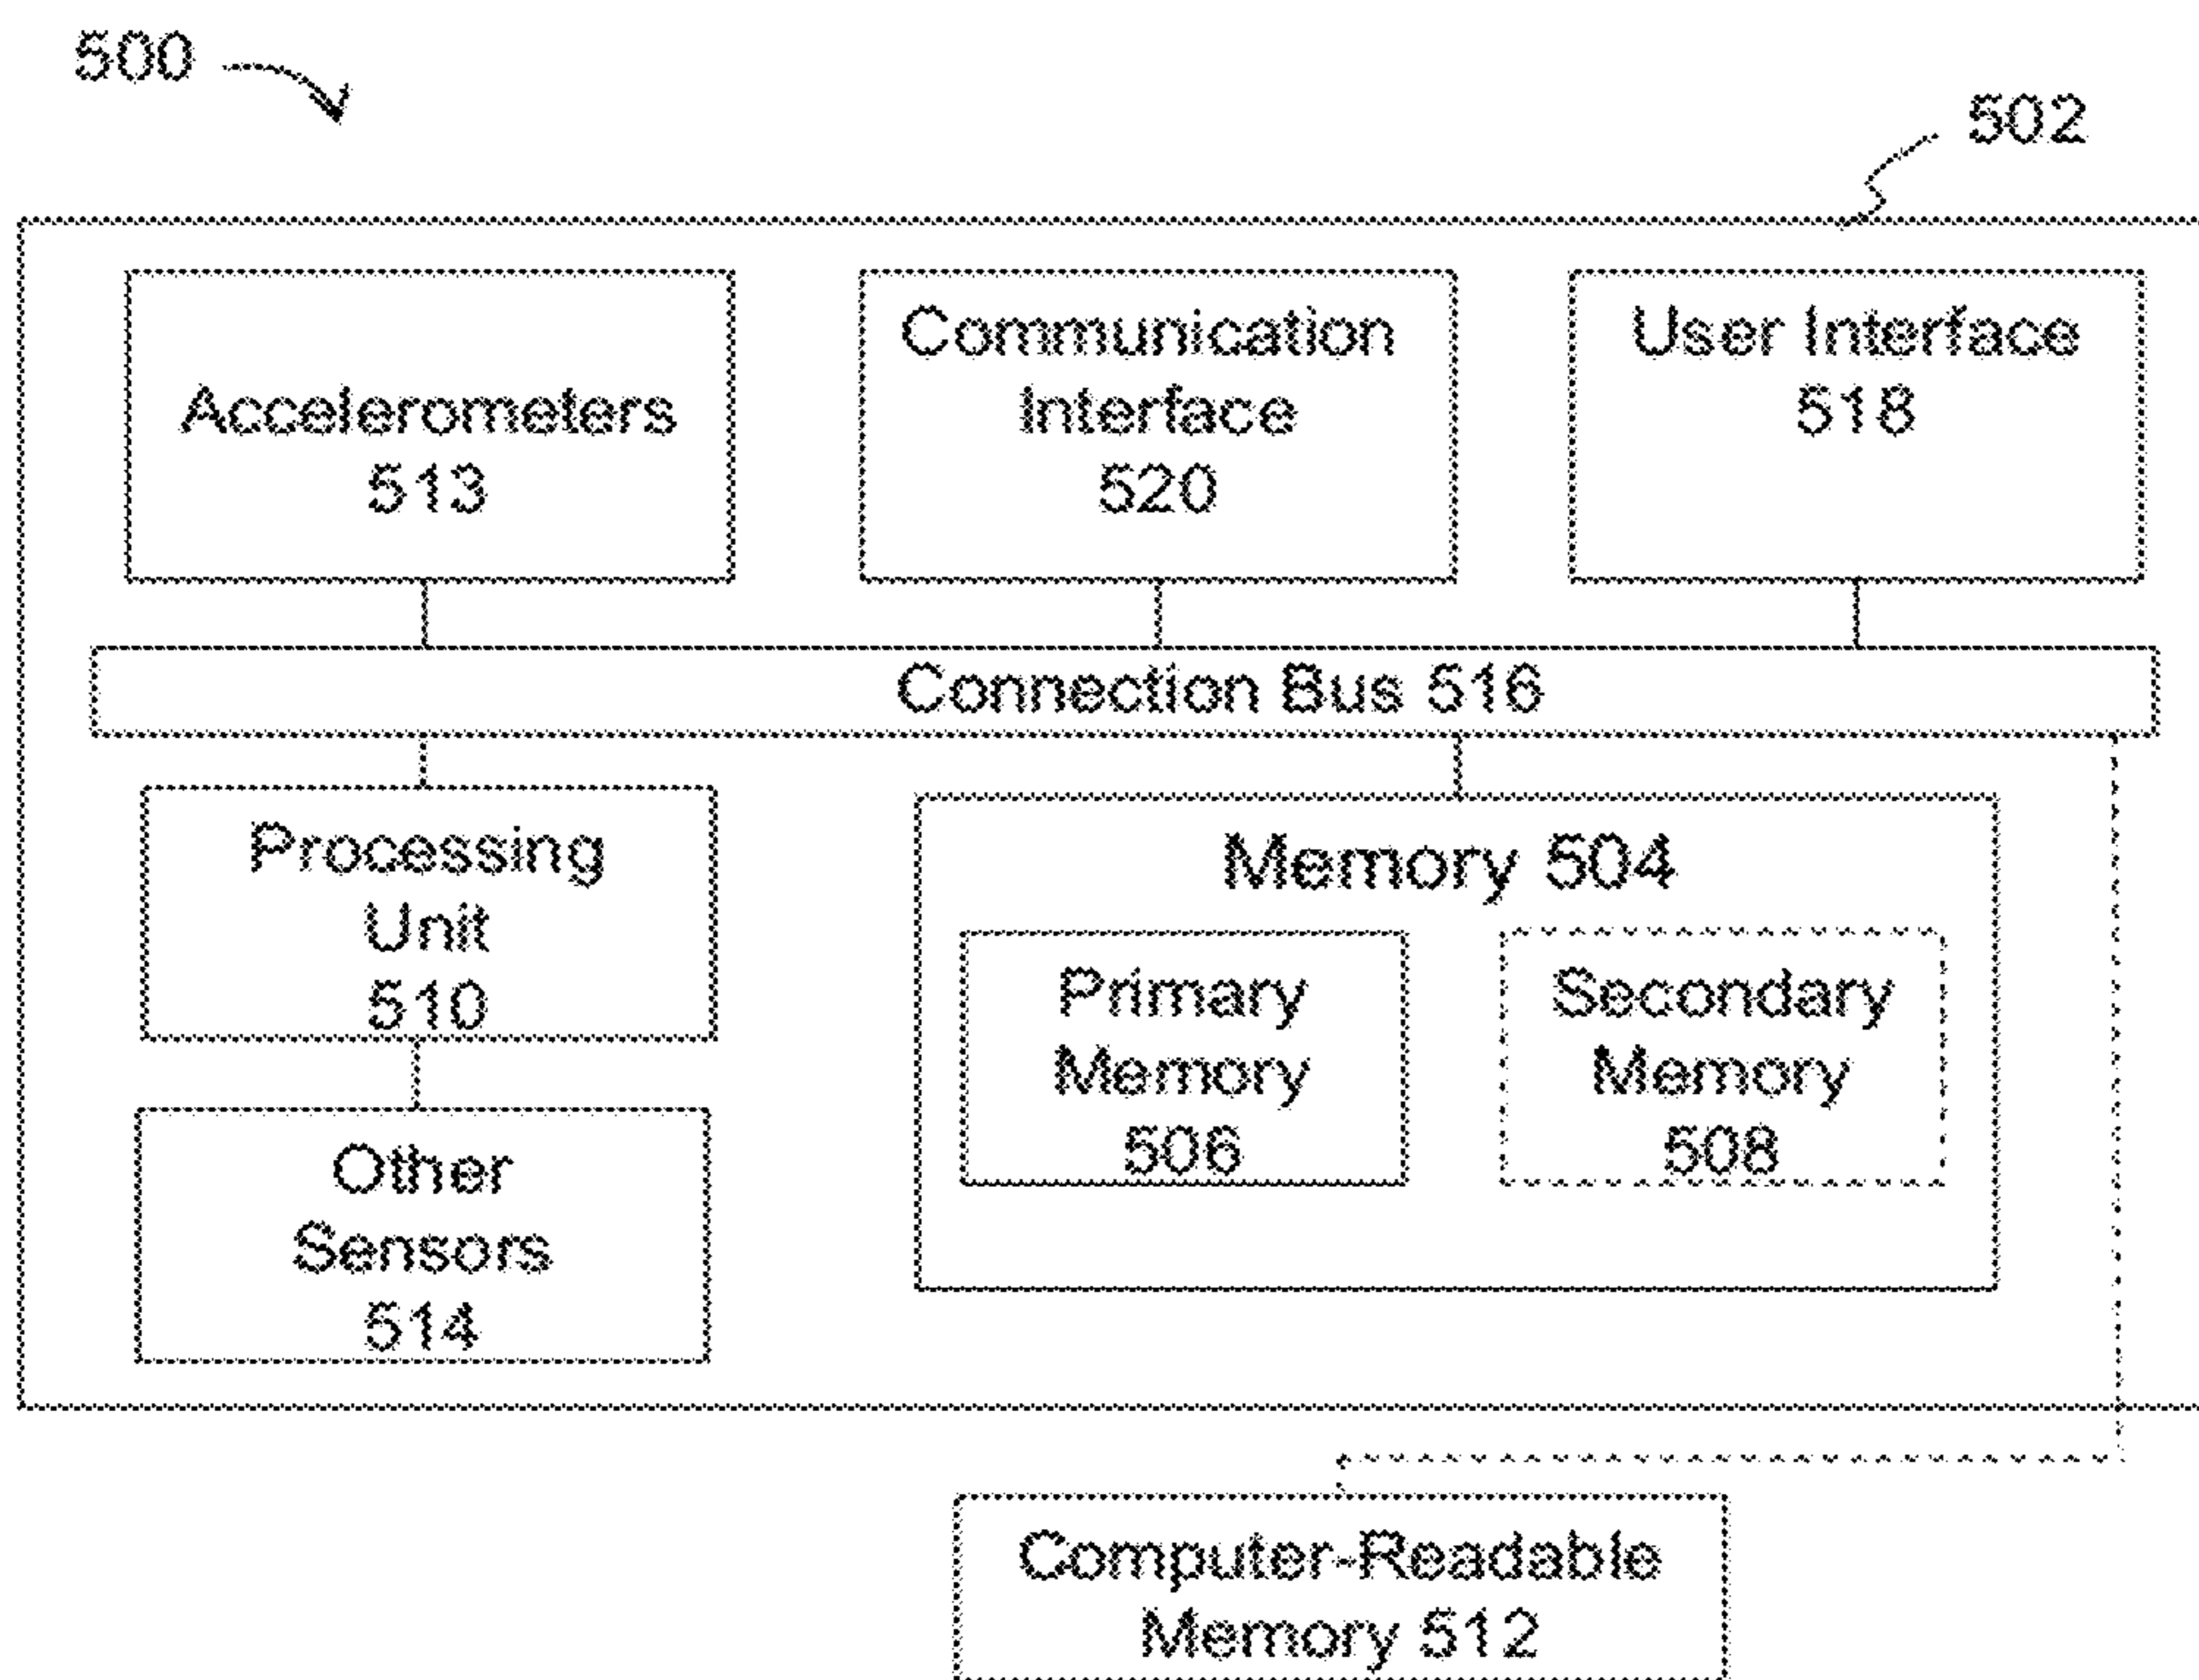 500
502
Accelerometers
513
Communication
Interface
520
User Interface
518
Connection Bus 516
Processing
Unit
510
Memory 504
Primary
Memory
506
Secondary
Memory
508
Other
Sensors
514
Computer-Readable
Memory 512